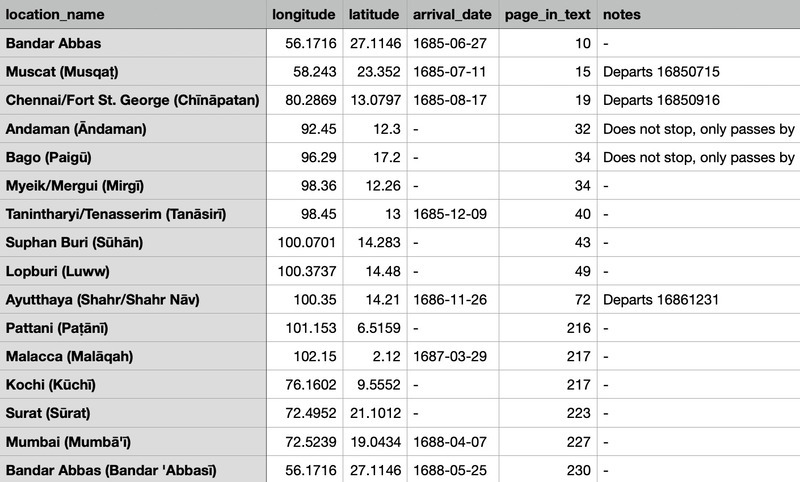 location_name longitude latitude arrival_date page_in_text notes
Bandar Abbas 56.1716 27.1146 1685-06-27 10 -
Muscat (Musqaṭ) 58.243 23.352 1685-07-11 15 Departs 16850715
Chennai/Fort St. George (Chīnāpatan) 80.2869 13.0797 1685-08-17 19 Departs 16850916
Andaman (Āndaman) 92.45 12.3 - 32 Does not stop, only passes by
Bago (Paigū) 96.29 17.2 - 34 Does not stop, only passes by
Myeik/Mergui (Mirgī) 98.36 12.26 - 34 -
Tanintharyi/Tenasserim (Tanāsirī) 98.45 13 1685-12-09 40 -
Suphan Buri (Sūhān) 100.0701 14.283 - 43 -
Lopburi (Luww) 100.3737 14.48 - 49 -
Ayutthaya (Shahr/Shahr Nāv) 100.35 14.21 1686-11-26 72 Departs 16861231
Pattani (Paṭānī) 101.153 6.5159 - 216 -
Malacca (Malāqah) 102.15 2.12 1687-03-29 217 -
Kochi (Kūchī) 76.1602 9.5552 - 217 -
Surat (Sūrat) 72.4952 21.1012 - 223 -
Mumbai (Mumbā'ī) 72.5239 19.0434 1688-04-07 227 -
Bandar Abbas (Bandar 'Abbasī) 56.1716 27.1146 1688-05-25 230 -